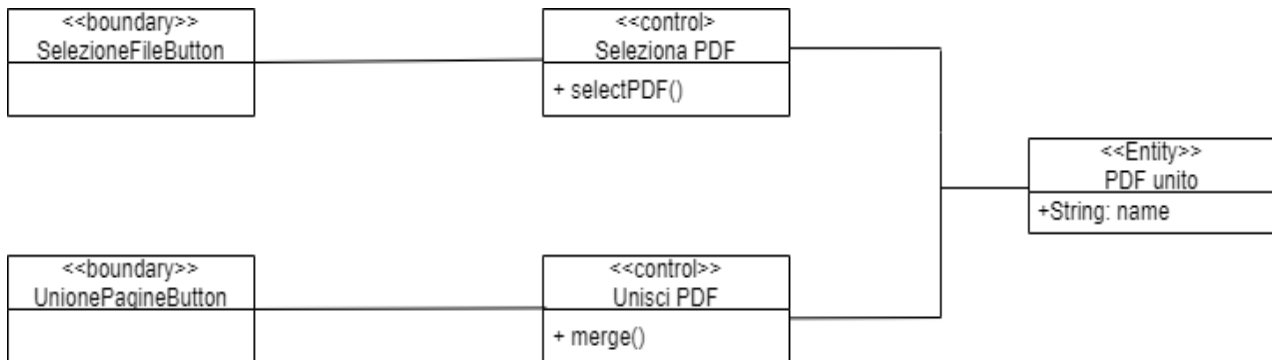 <<boundary>>
SelezioneFileButton
<<control>
Seleziona PDF
+ selectPDF()
<<Entity>>
PDF unito
+String: name
<<boundary>>
UnionePagineButton
<<control>>
Unisci PDF
+ merge()